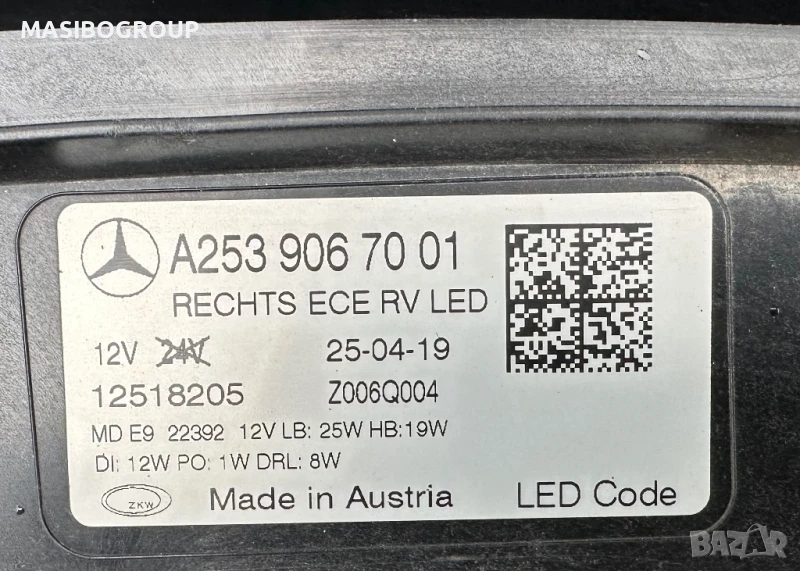 MASIBOGROUP
A253 906 70 01
RECHTS ECE RV LED
12V 24V 25-04-19
12518205 Z006Q004
MD E9 22392 12V LB: 25W HB:19W
DI: 12W PO: 1W DRL: 8W
ZKW Made in Austria LED Code
BAZAR